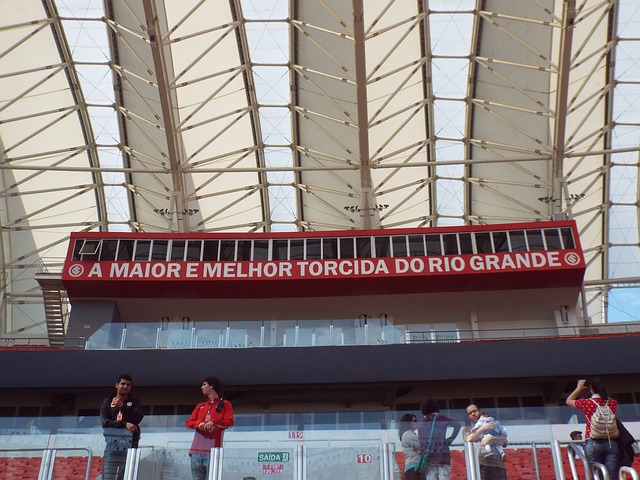 A MAIOR E MELHOR TORCIDA DO RIO GRANDE
119
SAÍDA
10